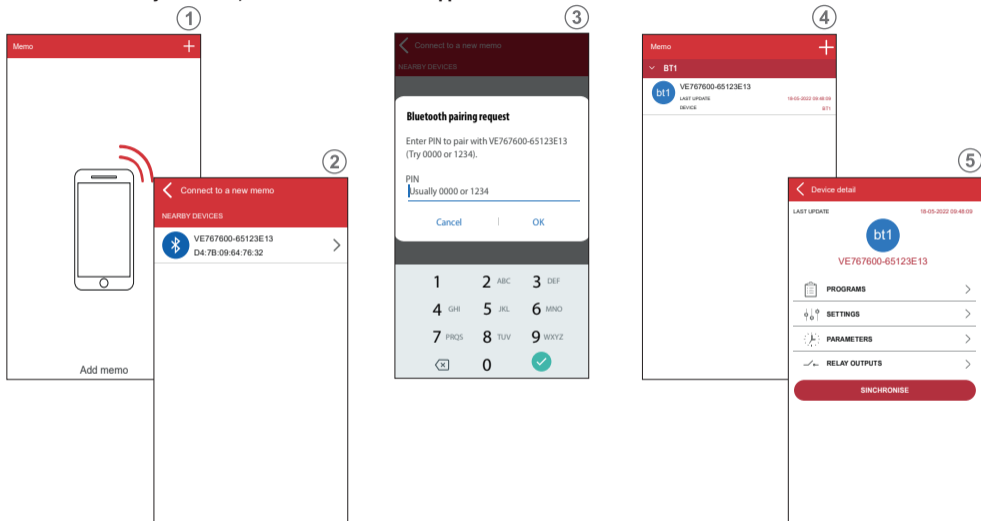 1
Memo +
Add memo
2
Connect to a new memo
NEARBY DEVICES
VE767600-65123E13
D4:7B:09:64:76:32
3
Connect to a new memo
NEARBY DEVICES
Bluetooth pairing request
Enter PIN to pair with VE767600-65123E13
(Try 0000 or 1234).
PIN
Usually 0000 or 1234
Cancel OK
1 2 ABC 3 DEF
4 GHI 5 JKL 6 MNO
7 PRQS 8 TUV 9 WXYZ
0
4
Memo +
BT1
bt1 VE767600-65123E13
LAST UPDATE 18-05-2022 09:48:09
DEVICE BT1
5
Device detail
LAST UPDATE 18-05-2022 09:48:09
bt1
VE767600-65123E13
PROGRAMS
SETTINGS
PARAMETERS
RELAY OUTPUTS
SINCHRONISE